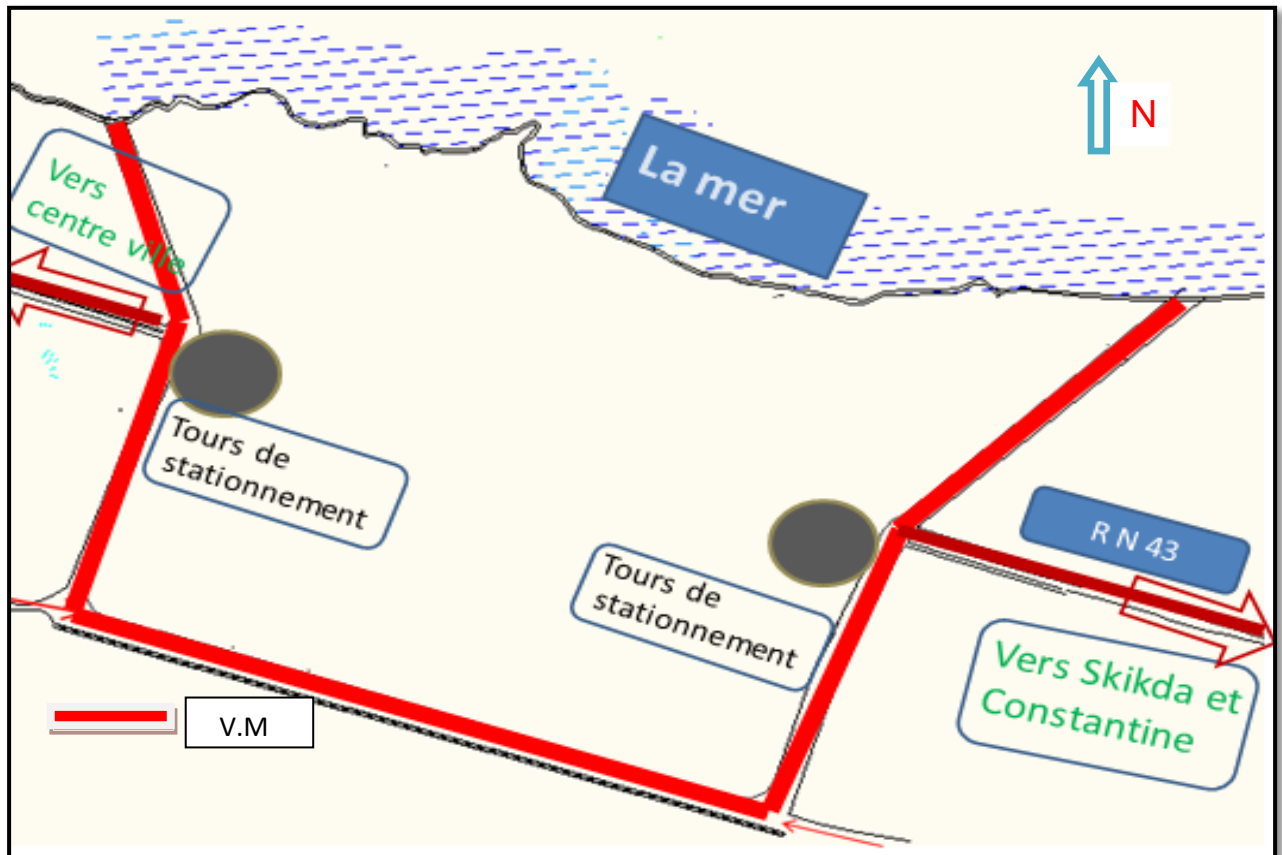 N
La mer
Vers
centre ville
Tours de
stationnement
R N 43
Tours de
stationnement
Vers Skikda et
Constantine
V.M